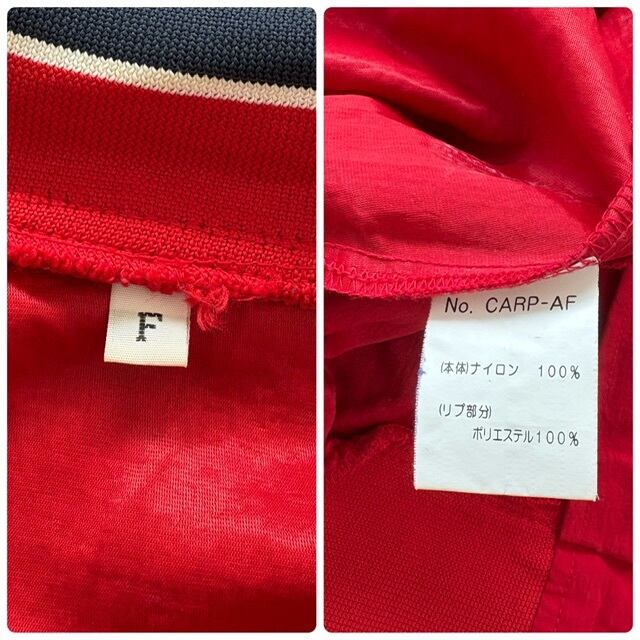 F
No. CARP-AF
(本体)ナイロン 100%
(リブ部分)
ポリエステル100%